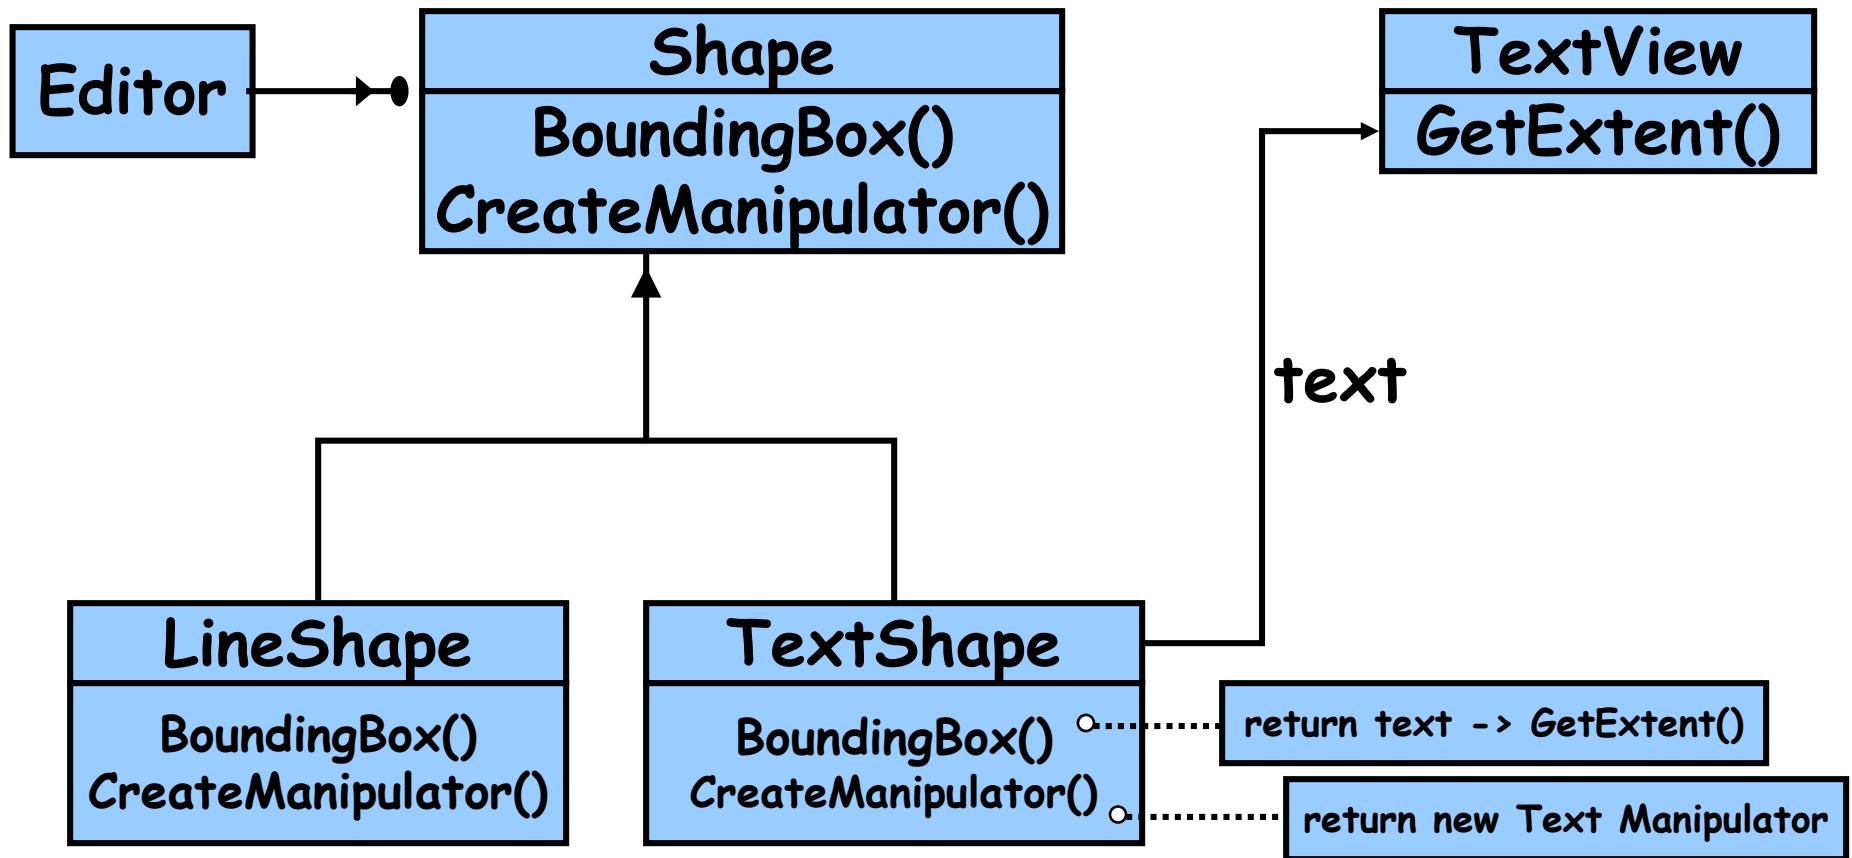 Editor
Shape
BoundingBox()
CreateManipulator()
TextView
GetExtent()
text
LineShape
BoundingBox()
CreateManipulator()
TextShape
BoundingBox()
CreateManipulator()
return text -> GetExtent()
return new Text Manipulator